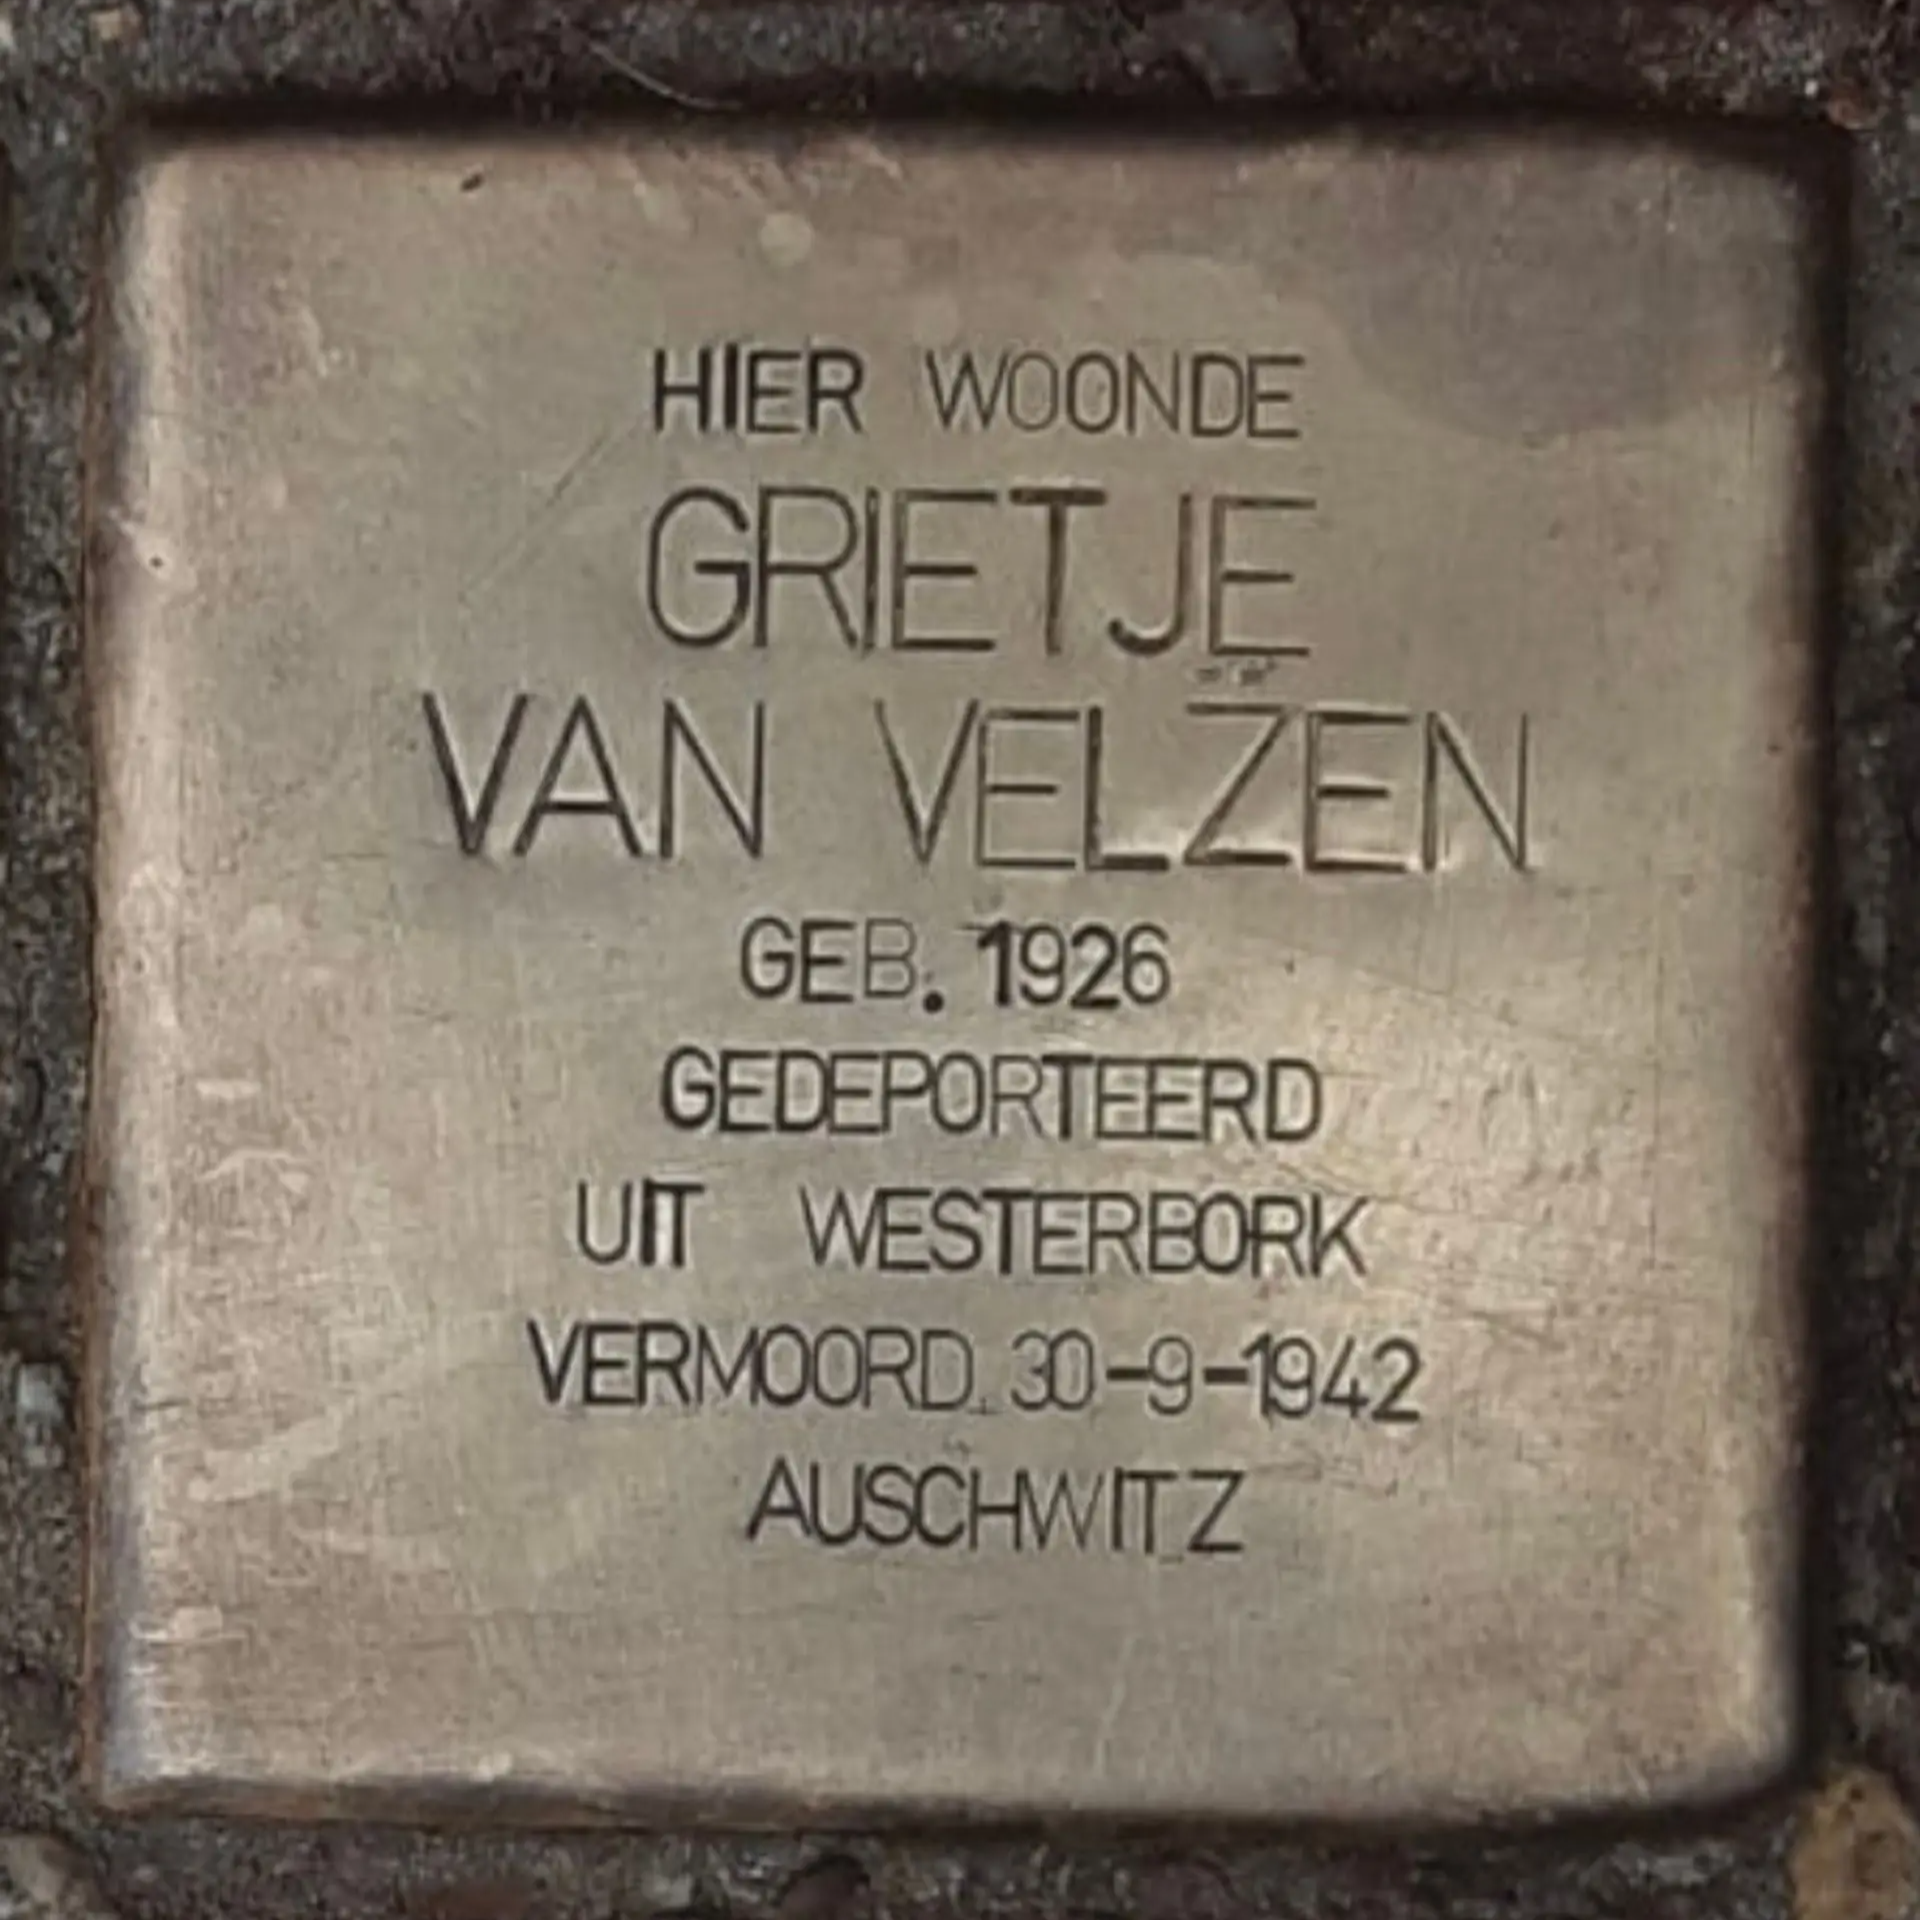 HIER WOONDE
GRIETJE
VAN VELZEN
GEB. 1926
GEDEPORTEERD
UIT WESTERBORK
VERMOORD 30-9-1942
AUSCHWITZ